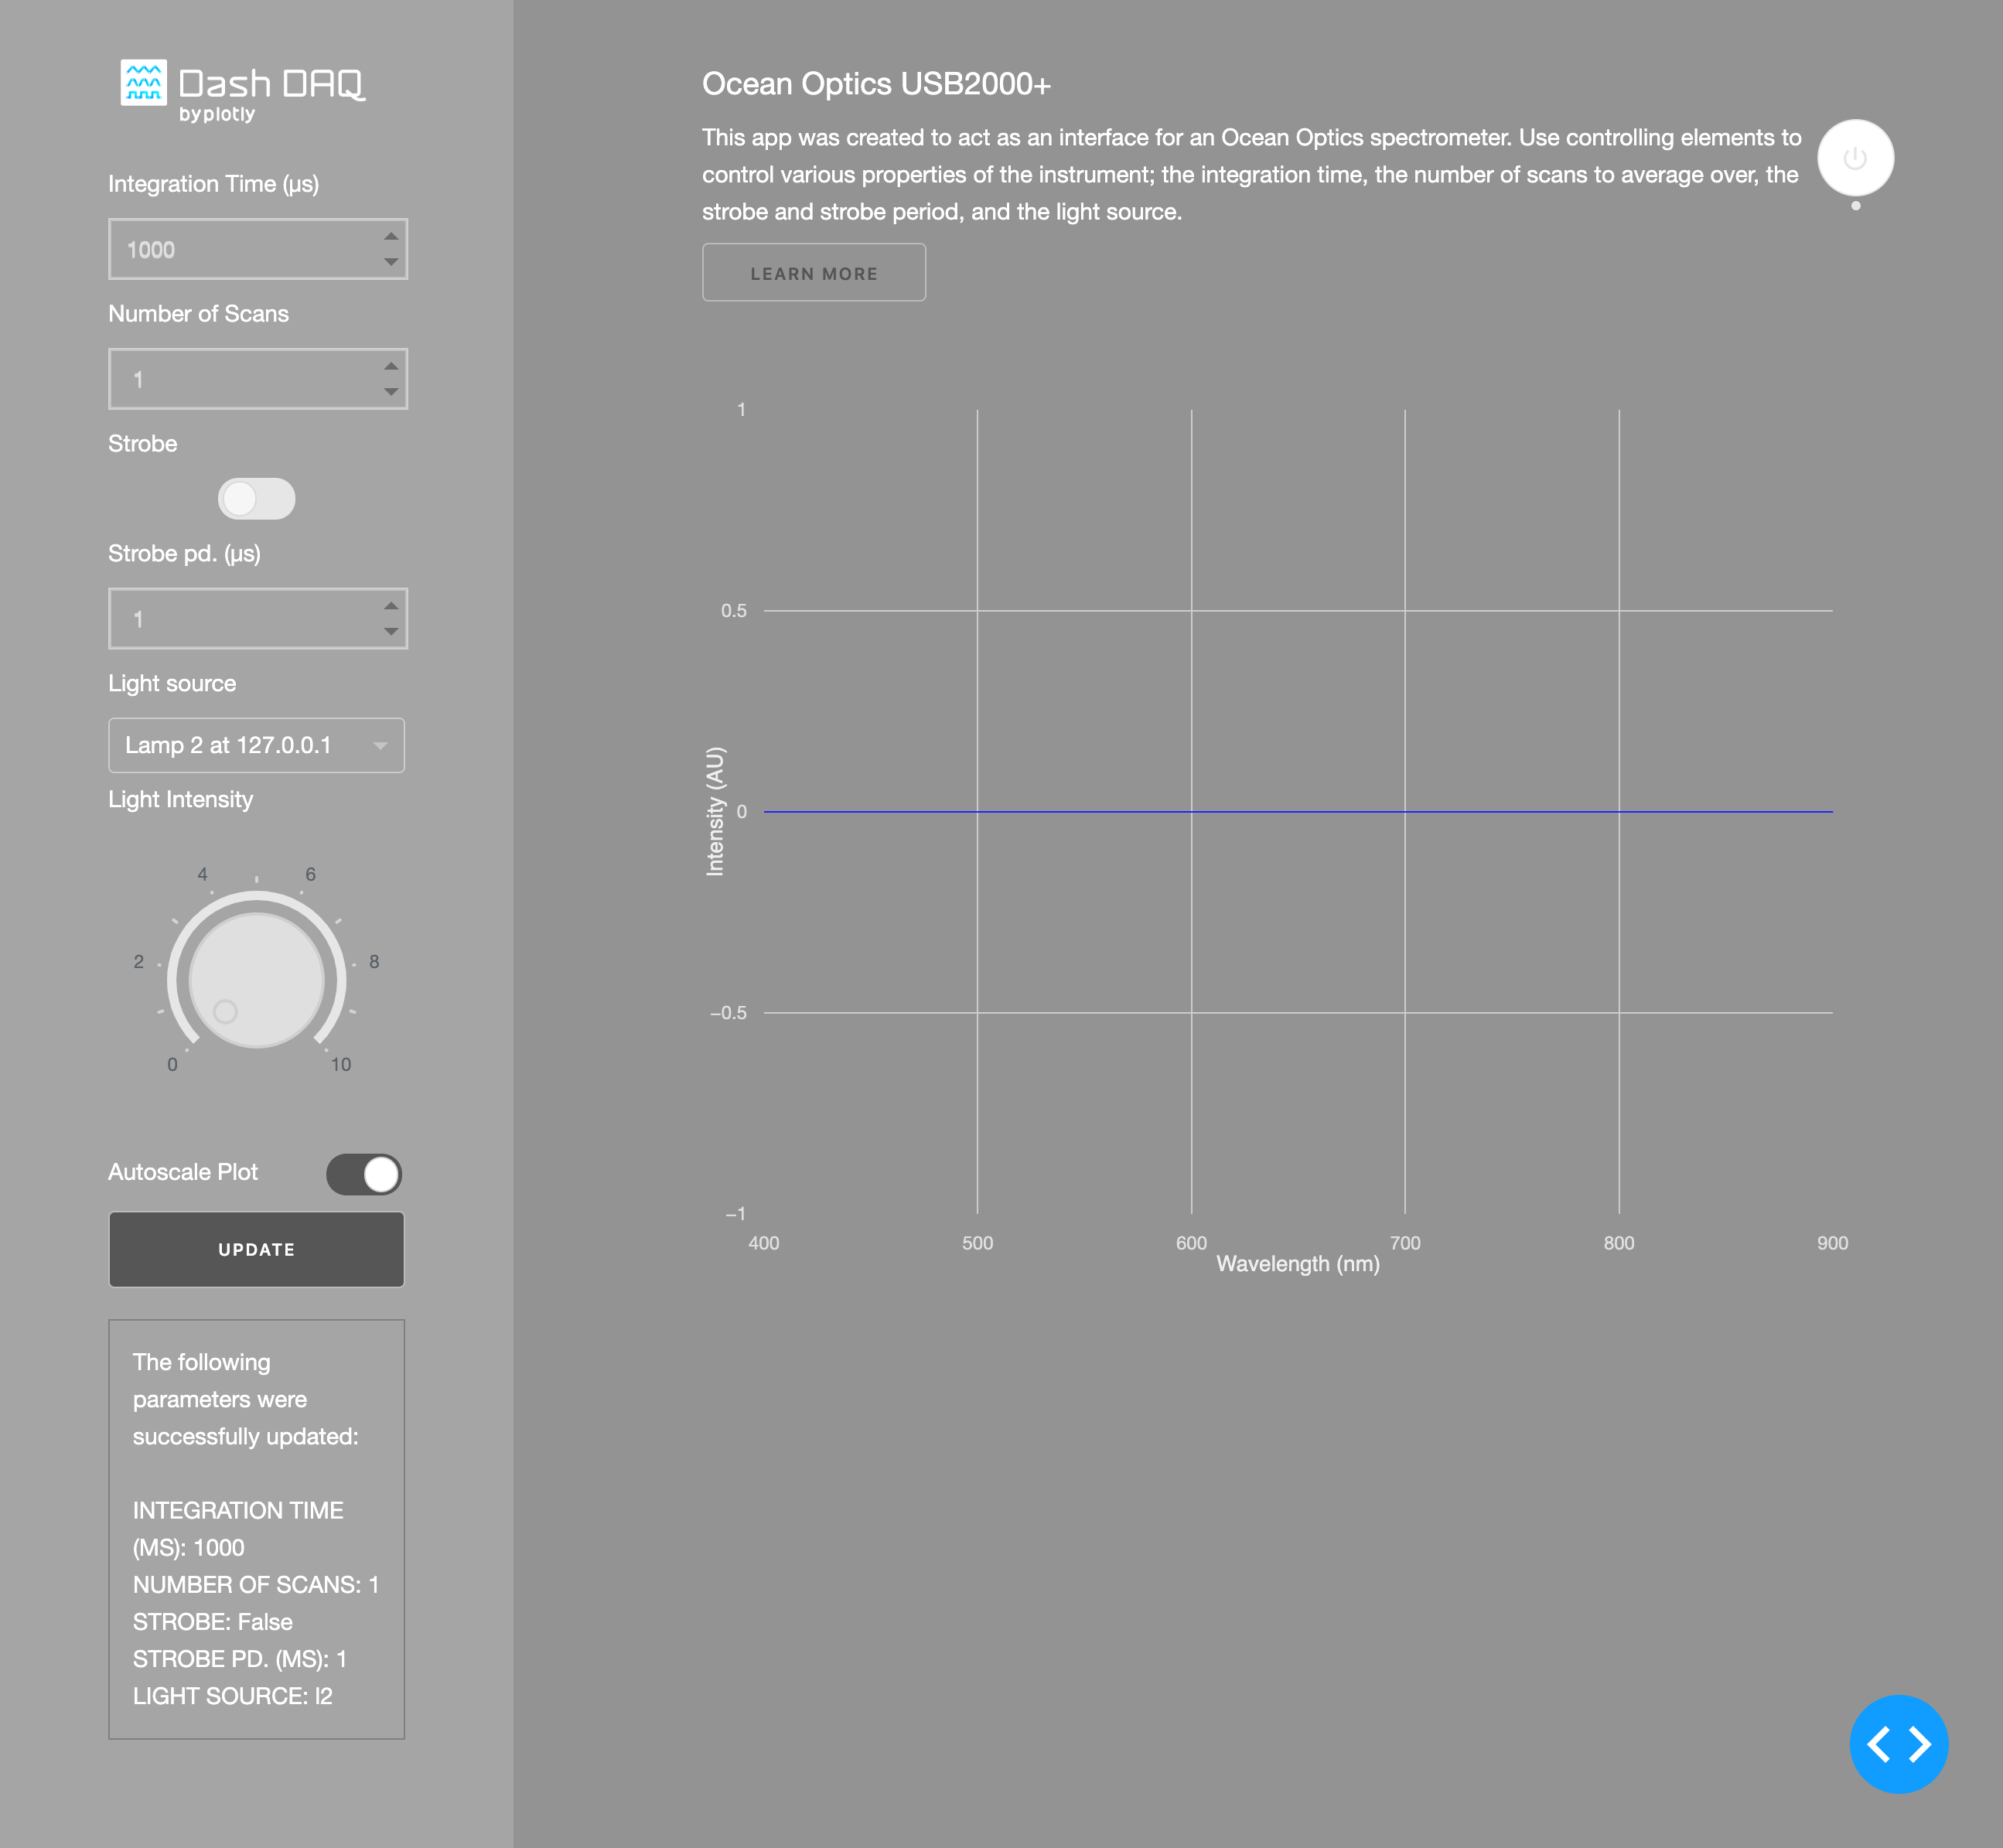 Dash DAQ
by plotly
Integration Time (µs)
1000
Number of Scans
1
Strobe
Strobe pd. (µs)
1
Light source
Lamp 2 at 127.0.0.1
Light Intensity
0
2
4
6
8
10
Autoscale Plot
UPDATE
The following
parameters were
successfully updated:
INTEGRATION TIME
(MS): 1000
NUMBER OF SCANS: 1
STROBE: False
STROBE PD. (MS): 1
LIGHT SOURCE: l2
Ocean Optics USB2000+
This app was created to act as an interface for an Ocean Optics spectrometer. Use controlling elements to
control various properties of the instrument; the integration time, the number of scans to average over, the
strobe and strobe period, and the light source.
LEARN MORE
1
0.5
0
−0.5
−1
Intensity (AU)
400 500 600 700 800 900
Wavelength (nm)